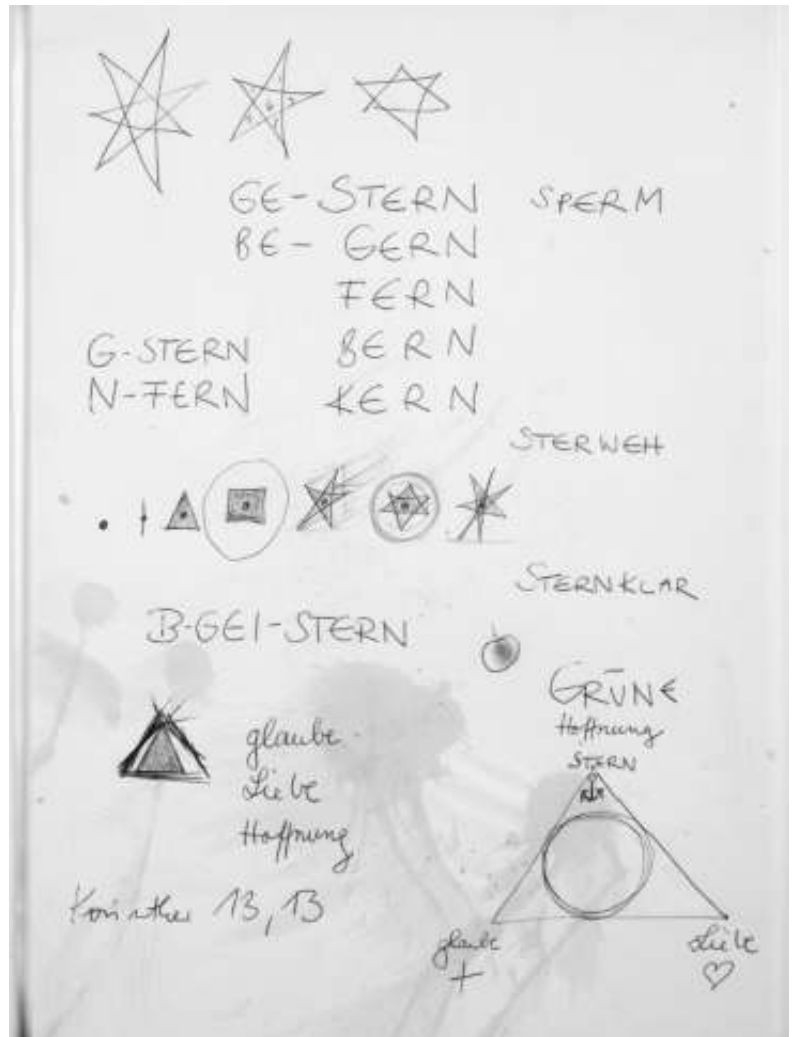 GE-STERN SPERM
BE- GERN
FERN
G-STERN BERN
N-FERN KERN
STERWEH
STERNKLAR
B-GEI-STERN
GRÜNE
Hoffnung
STERN
glaube
Liebe
Hoffnung
Korinther 13, 13
glaube Liebe